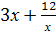 3x + 12/x